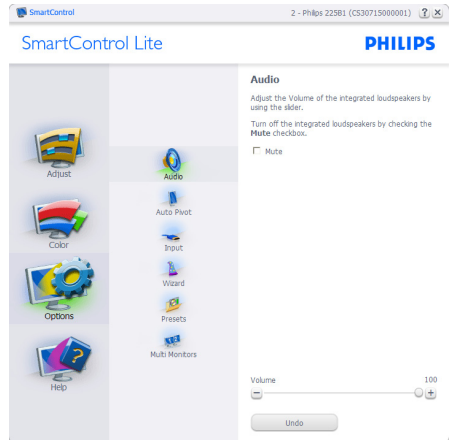 SmartControl
2 - Philips 225B1 (CS30715000001)
SmartControl Lite
PHILIPS
Adjust
Color
Options
Help
Audio
Auto Pivot
Input
Wizard
Presets
Multi Monitors
Audio
Adjust the Volume of the integrated loudspeakers by
using the slider.
Turn off the integrated loudspeakers by checking the
Mute checkbox.
Mute
Volume 100
Undo